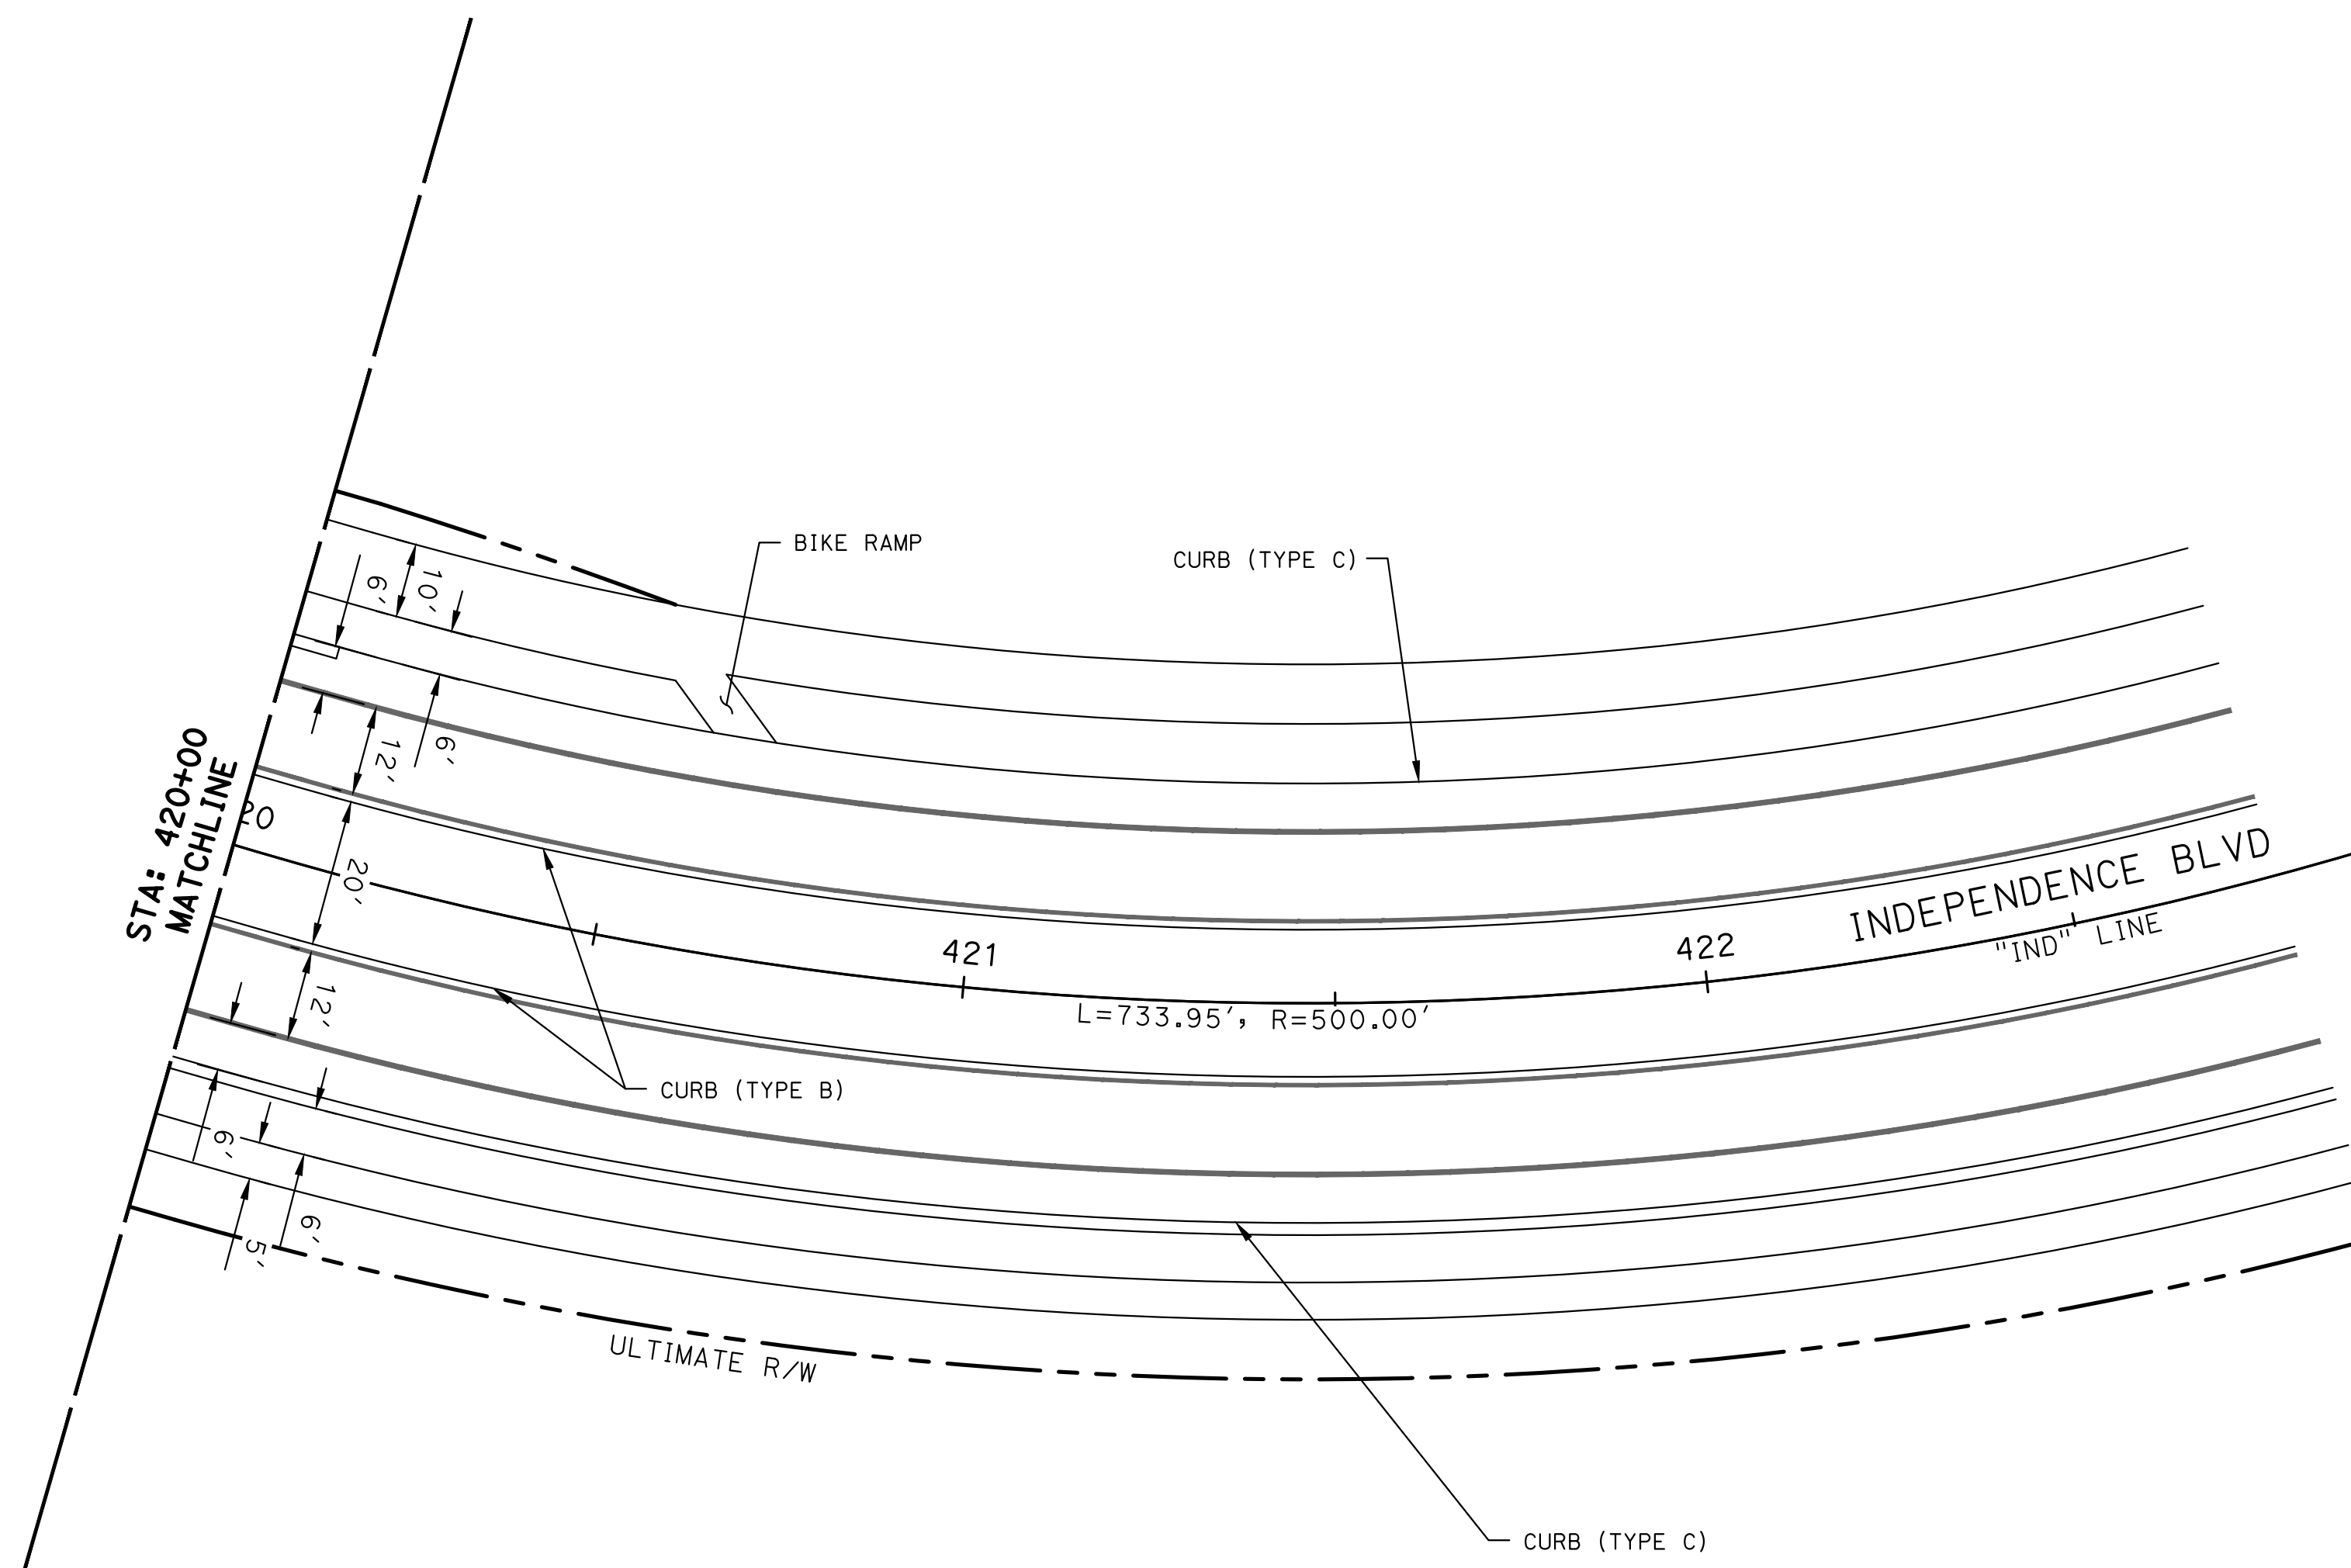 BIKE RAMP
CURB (TYPE C)
10'
6'
6'
12'
STA: 420+00
MATCHLINE
20
20'
INDEPENDENCE BLVD
"IND" LINE
421
422
L=733.95', R=500.00'
12'
CURB (TYPE B)
6'
6'
5'
ULTIMATE R/W
CURB (TYPE C)